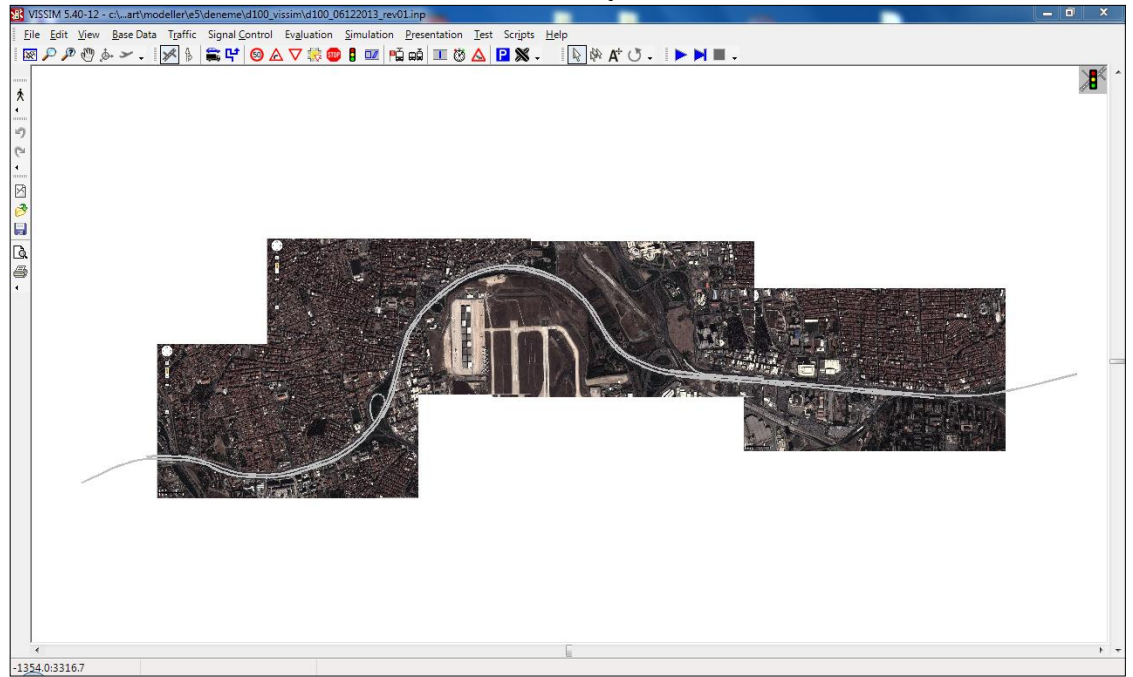 VISSIM 5.40-12 - c:\...art\modeller\e5\deneme\d100_vissim\d100_06122013_rev01.inp
File Edit View Base Data Traffic Signal Control Evaluation Simulation Presentation Test Scripts Help
-1354.0:3316.7